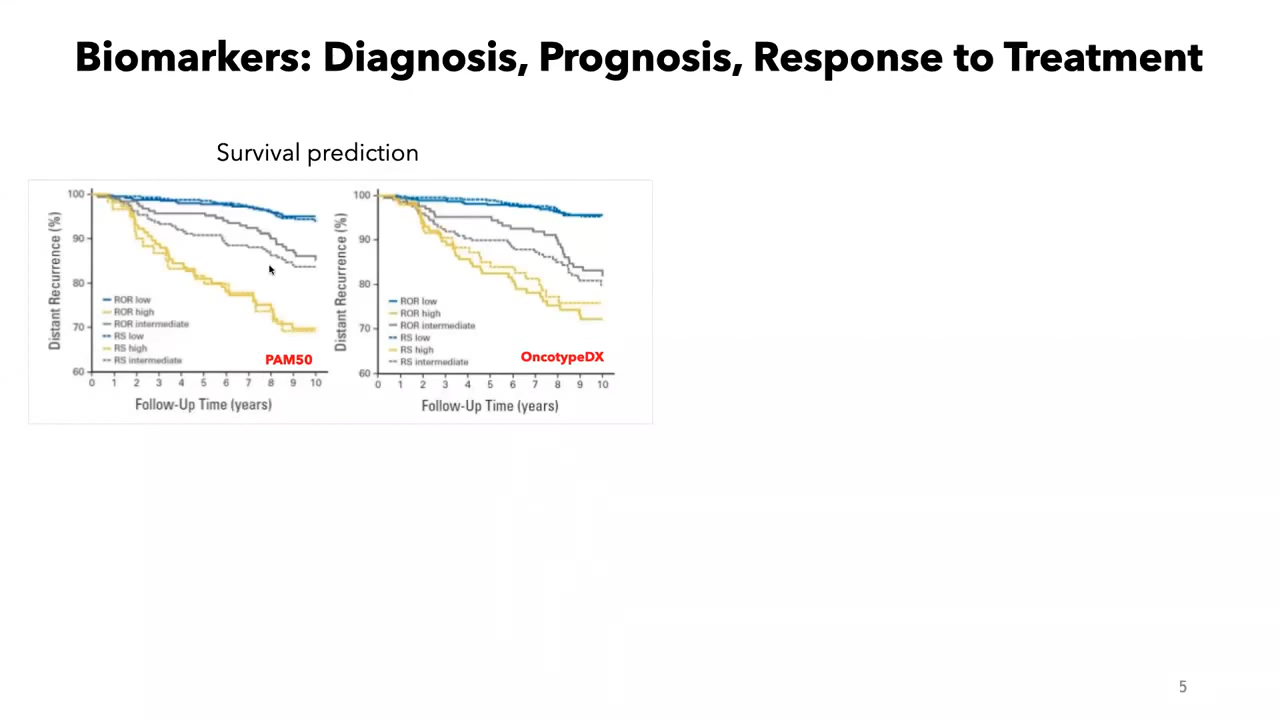 Biomarkers: Diagnosis, Prognosis, Response to Treatment
Survival prediction
Distant Recurrence (%)
100
90
80
70
60
ROR low
ROR high
ROR intermediate
RS low
RS high
RS intermediate
PAM50
0 1 2 3 4 5 6 7 8 9 10
Follow-Up Time (years)
Distant Recurrence (%)
100
90
80
70
60
ROR low
ROR high
ROR intermediate
RS low
RS high
RS intermediate
OncotypeDX
0 1 2 3 4 5 6 7 8 9 10
Follow-Up Time (years)
5